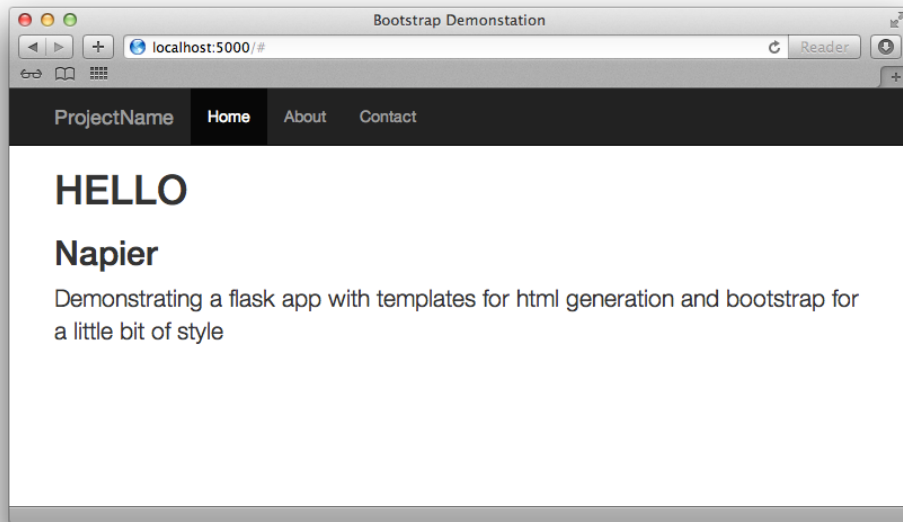 Bootstrap Demonstation
localhost:5000/#
Reader
ProjectName Home About Contact
HELLO
Napier
Demonstrating a flask app with templates for html generation and bootstrap for
a little bit of style